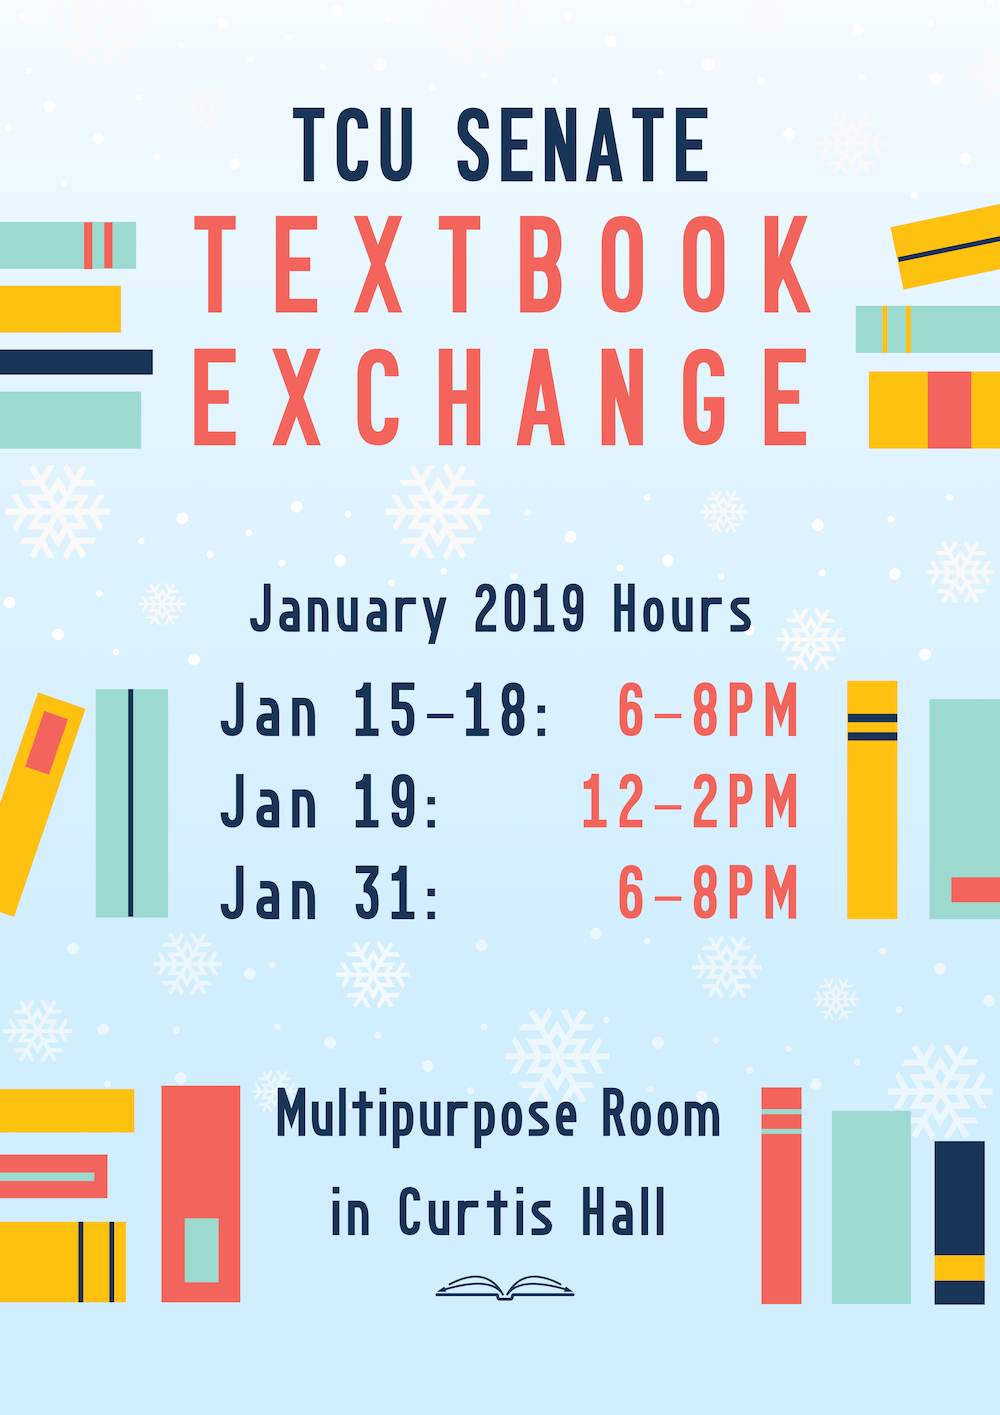 TCU SENATE
TEXTBOOK
EXCHANGE
January 2019 Hours
Jan 15–18: 6–8PM
Jan 19: 12–2PM
Jan 31: 6–8PM
Multipurpose Room
in Curtis Hall